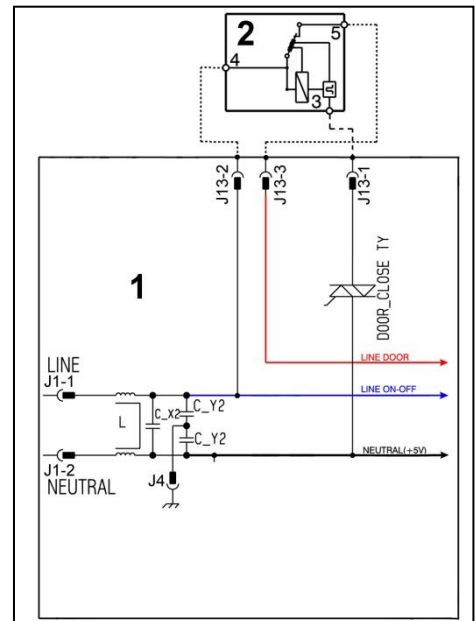 2
5
4
3
J13-2
J13-3
J13-1
1
DOOR_CLOSE TY
LINE DOOR
LINE
J1-1
LINE ON-OFF
L
C_X2
C_Y2
C_Y2
NEUTRAL(+5V)
J1-2
NEUTRAL
J4